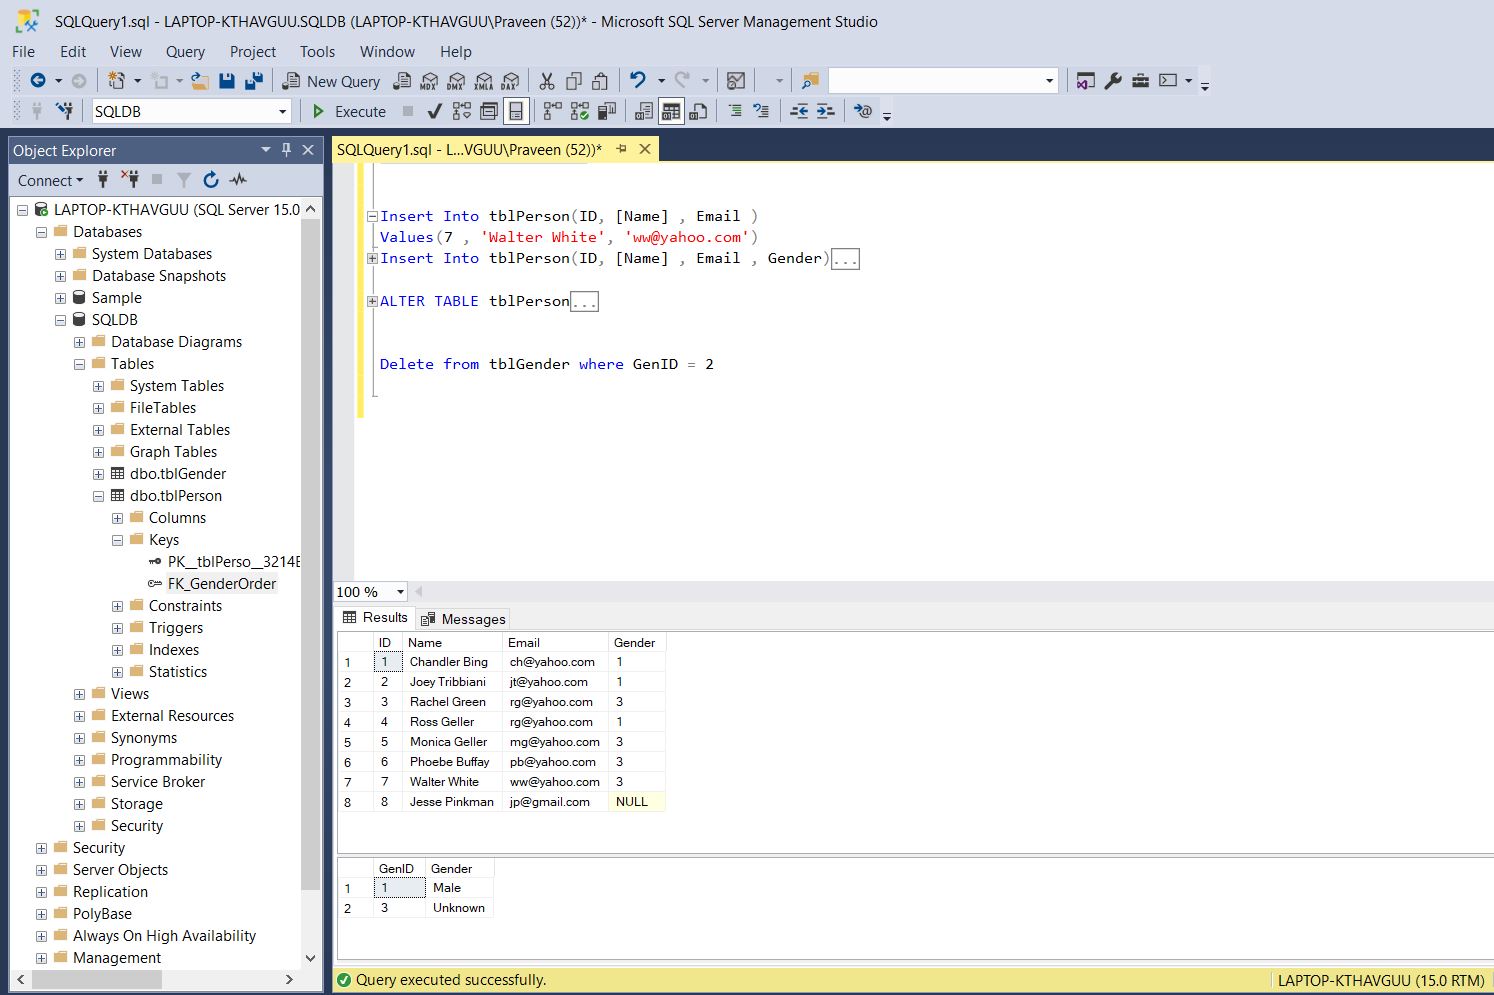 SQLQuery1.sql - LAPTOP-KTHAVGUU.SQLDB (LAPTOP-KTHAVGUU\Praveen (52))* - Microsoft SQL Server Management Studio
File Edit View Query Project Tools Window Help
New Query MDX DMX XMLA DAX
SQLDB Execute
Object Explorer
Connect
LAPTOP-KTHAVGUU (SQL Server 15.0
Databases
System Databases
Database Snapshots
Sample
SQLDB
Database Diagrams
Tables
System Tables
FileTables
External Tables
Graph Tables
dbo.tblGender
dbo.tblPerson
Columns
Keys
PK__tblPerso__3214E
FK_GenderOrder
Constraints
Triggers
Indexes
Statistics
Views
External Resources
Synonyms
Programmability
Service Broker
Storage
Security
Security
Server Objects
Replication
PolyBase
Always On High Availability
Management
SQLQuery1.sql - L...VGUU\Praveen (52))*
Insert Into tblPerson(ID, [Name] , Email )
Values(7 , 'Walter White', 'ww@yahoo.com')
Insert Into tblPerson(ID, [Name] , Email , Gender)...
ALTER TABLE tblPerson...
Delete from tblGender where GenID = 2
100 %
Results Messages
ID Name Email Gender
1 1 Chandler Bing ch@yahoo.com 1
2 2 Joey Tribbiani jt@yahoo.com 1
3 3 Rachel Green rg@yahoo.com 3
4 4 Ross Geller rg@yahoo.com 1
5 5 Monica Geller mg@yahoo.com 3
6 6 Phoebe Buffay pb@yahoo.com 3
7 7 Walter White ww@yahoo.com 3
8 8 Jesse Pinkman jp@gmail.com NULL
GenID Gender
1 1 Male
2 3 Unknown
Query executed successfully. LAPTOP-KTHAVGUU (15.0 RTM)